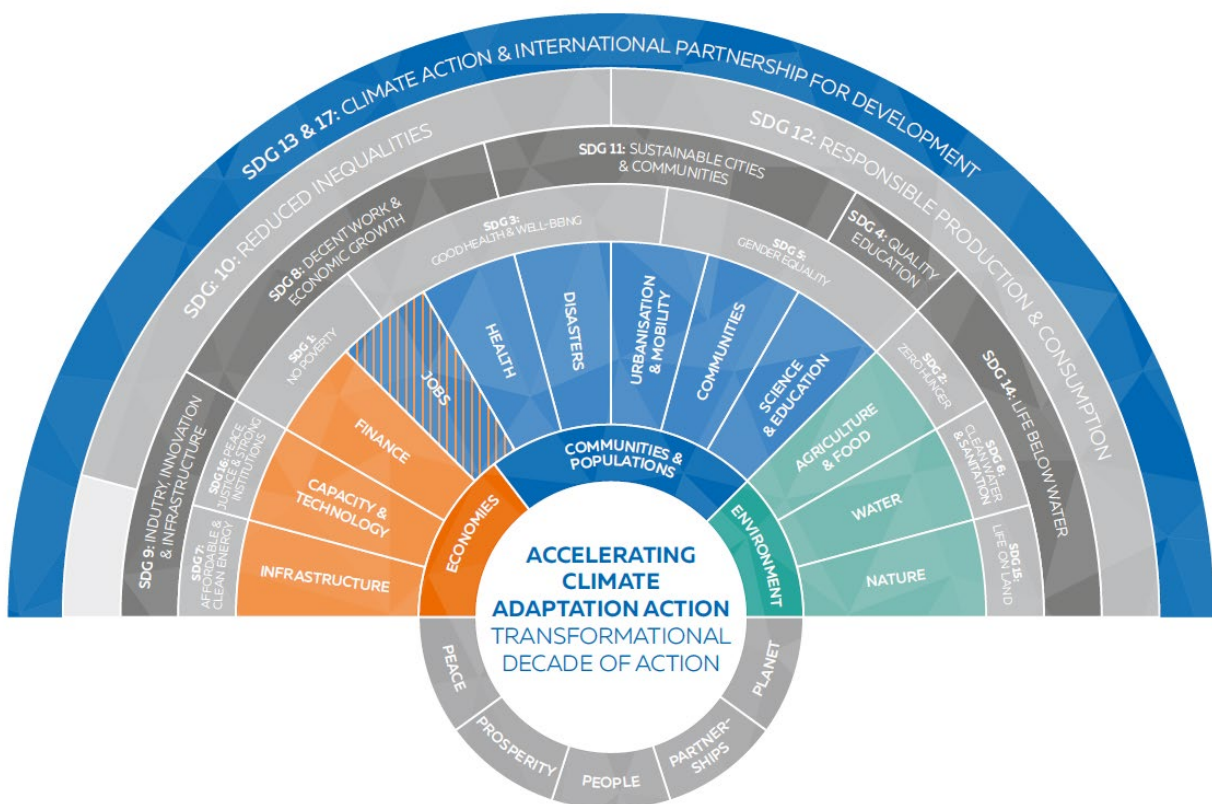 SDG 13 & 17: CLIMATE ACTION & INTERNATIONAL PARTNERSHIP FOR DEVELOPMENT
SDG: 10: REDUCED INEQUALITIES
SDG 12: RESPONSIBLE PRODUCTION & CONSUMPTION
SDG 9: INDUTRY, INNOVATION
& INFRASTRUCTURE
SDG 8: DECENT WORK &
ECONOMIC GROWTH
SDG 11: SUSTAINABLE CITIES
& COMMUNITIES
SDG 4: QUALITY
EDUCATION
SDG 14: LIFE BELOW WATER
SDG 7:
AFFORDABLE &
CLEAN ENERGY
SDG 16: PEACE,
JUSTICE & STRONG
INSTITUTIONS
SDG 1:
NO POVERTY
SDG 3:
GOOD HEALTH & WELL-BEING
SDG 5:
GENDER EQUALITY
SDG 2:
ZERO HUNGER
SDG 6:
CLEAN WATER
& SANITATION
SDG 15:
LIFE ON LAND
INFRASTRUCTURE
CAPACITY &
TECHNOLOGY
FINANCE
JOBS
HEALTH
DISASTERS
URBANISATION
& MOBILITY
COMMUNITIES
SCIENCE
& EDUCATION
AGRICULTURE
& FOOD
WATER
NATURE
ECONOMIES
COMMUNITIES &
POPULATIONS
ENVIRONMENT
ACCELERATING
CLIMATE
ADAPTATION ACTION
TRANSFORMATIONAL
DECADE OF ACTION
PEACE
PROSPERITY
PEOPLE
PARTNER-
SHIPS
PLANET